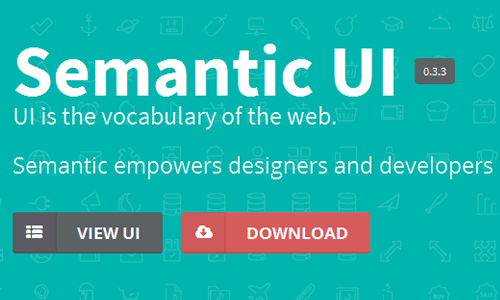 Semantic UI
0.3.3
UI is the vocabulary of the web.
Semantic empowers designers and developers
VIEW UI
DOWNLOAD